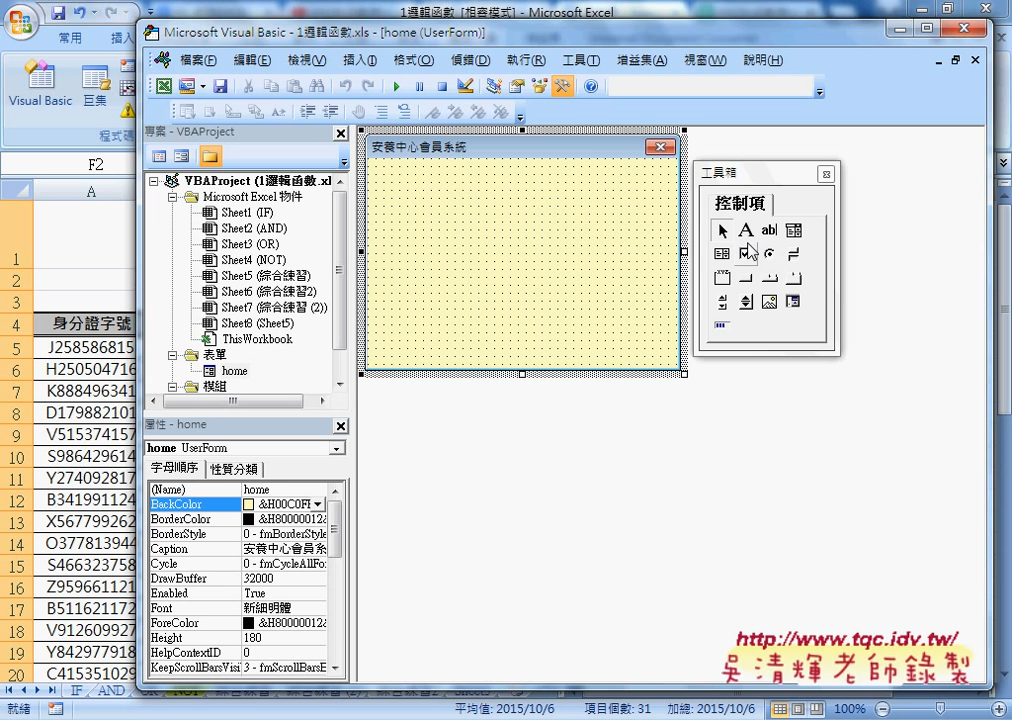 1邏輯函數 [相容模式] - Microsoft Excel
Microsoft Visual Basic - 1邏輯函數.xls - [home (UserForm)]
常用
插入
檔案(F) 編輯(E) 檢視(V) 插入(I) 格式(O) 偵錯(D) 執行(R) 工具(T) 增益集(A) 視窗(W) 說明(H)
Visual Basic 巨集
程式碼
F2
專案 - VBAProject
VBAProject (1邏輯函數.xl
Microsoft Excel 物件
Sheet1 (IF)
Sheet2 (AND)
Sheet3 (OR)
Sheet4 (NOT)
Sheet5 (綜合練習)
Sheet6 (綜合練習2)
Sheet7 (綜合練習 (2))
Sheet8 (Sheet5)
ThisWorkbook
表單
home
模組
安養中心會員系統
工具箱
控制項
A abl
XYZ
A
1
2
3
4 身分證字號
5 J258586815
6 H250504716
7 K888496341
8 D179882101
9 V515374157
10 S986429614
11 Y274092817
12 B341991124
13 X567799262
14 O377813944
15 S466323758
16 Z959661121
17 B511621172
18 V912609927
19 Y842977918
20 C415351029
屬性 - home
home UserForm
字母順序 性質分類
(Name) home
BackColor &H00C0FF
BorderColor &H80000012&
BorderStyle 0 - fmBorderStyle
Caption 安養中心會員系
Cycle 0 - fmCycleAllFo
DrawBuffer 32000
Enabled True
Font 新細明體
ForeColor &H80000012&
Height 180
HelpContextID 0
KeepScrollBarsVisi 3 - fmScrollBarsB
http://www.tqc.idv.tw/
吳清輝老師錄製
IF AND OR NOT
就緒
平均值: 2015/10/6 項目個數: 31 加總: 2015/10/6 100%